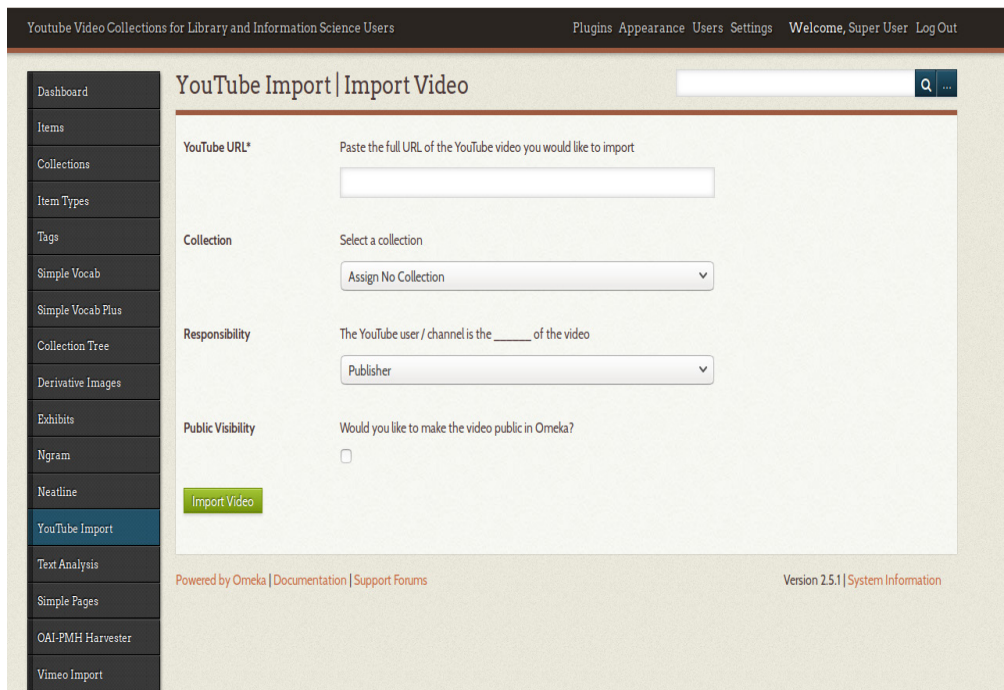 Youtube Video Collections for Library and Information Science Users
Plugins Appearance Users Settings Welcome, Super User Log Out
Dashboard
Items
Collections
Item Types
Tags
Simple Vocab
Simple Vocab Plus
Collection Tree
Derivative Images
Exhibits
Ngram
Neatline
YouTube Import
Text Analysis
Simple Pages
OAI-PMH Harvester
Vimeo Import
YouTube Import | Import Video
...
YouTube URL*
Paste the full URL of the YouTube video you would like to import
Collection
Select a collection
Assign No Collection
Responsibility
The YouTube user / channel is the ______ of the video
Publisher
Public Visibility
Would you like to make the video public in Omeka?
Import Video
Powered by Omeka | Documentation | Support Forums
Version 2.5.1 | System Information